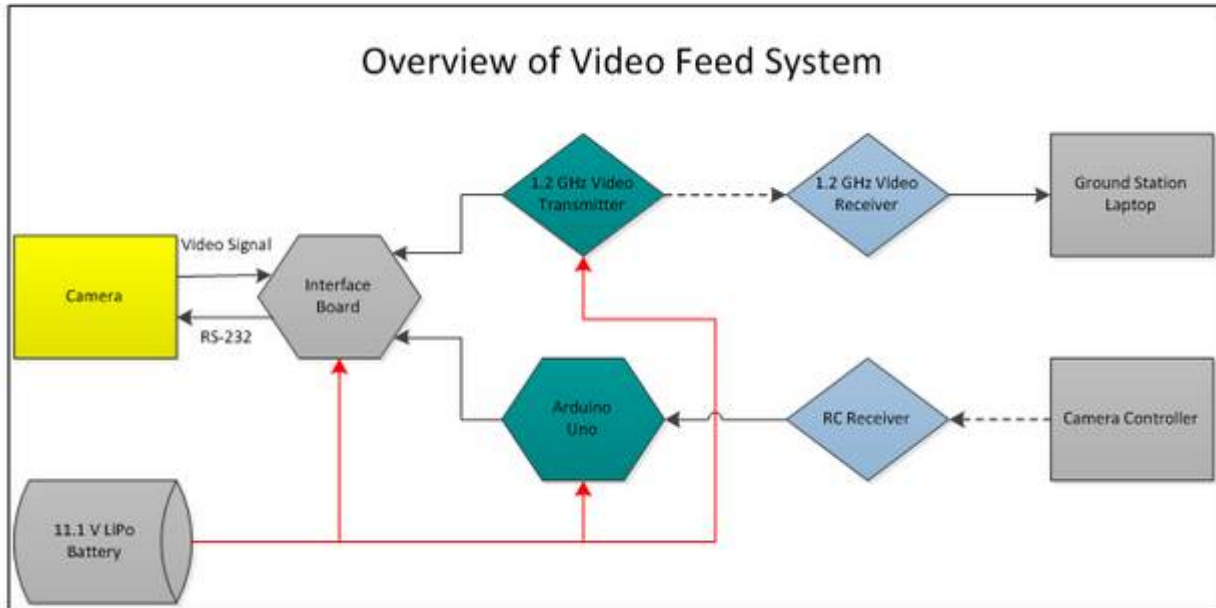 Overview of Video Feed System
1.2 GHz Video
Transmitter
1.2 GHz Video
Receiver
Ground Station
Laptop
Video Signal
Camera
Interface
Board
RS-232
Arduino
Uno
RC Receiver
Camera Controller
11.1 V LiPo
Battery